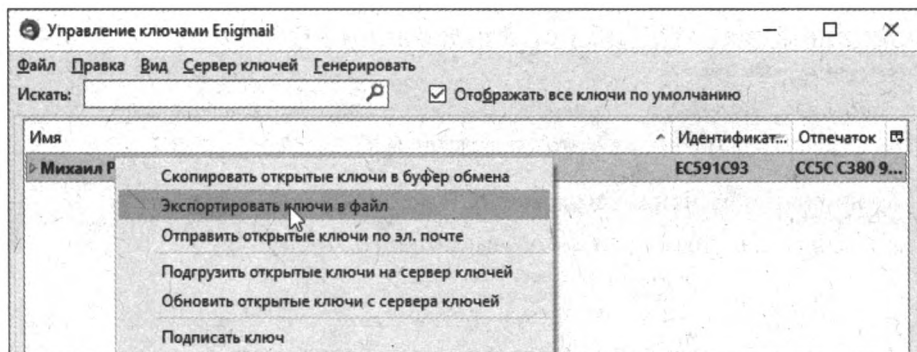 Управление ключами Enigmail
Файл Правка Вид Сервер ключей Генерировать
Искать: Отображать все ключи по умолчанию
Имя Идентификат... Отпечаток
Михаил Р EC591C93 CC5C C380 9...
Скопировать открытые ключи в буфер обмена
Экспортировать ключи в файл
Отправить открытые ключи по эл. почте
Подгрузить открытые ключи на сервер ключей
Обновить открытые ключи с сервера ключей
Подписать ключ